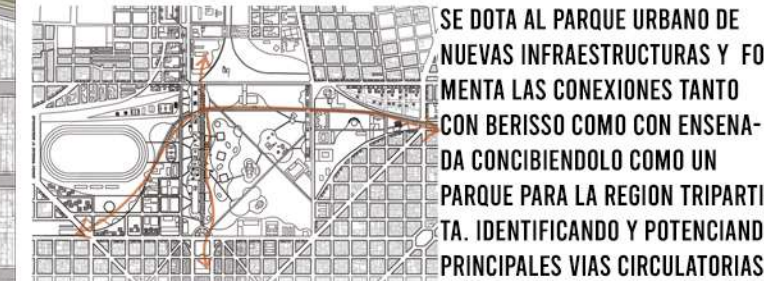 SE DOTA AL PARQUE URBANO DE
NUEVAS INFRAESTRUCTURAS Y FO
MENTA LAS CONEXIONES TANTO
CON BERISSO COMO CON ENSENA-
DA CONCIBIENDOLO COMO UN
PARQUE PARA LA REGION TRIPARTI
TA. IDENTIFICANDO Y POTENCIAND
PRINCIPALES VIAS CIRCULATORIAS